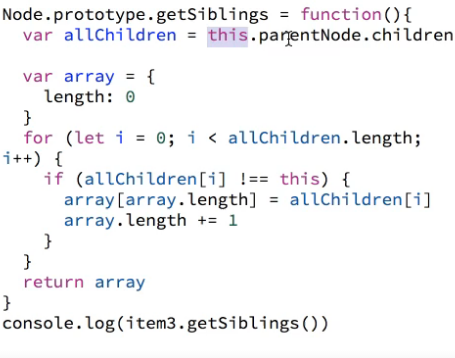 Node.prototype.getSiblings = function(){
  var allChildren = this.parentNode.children

  var array = {
    length: 0
  }
  for (let i = 0; i < allChildren.length;
i++) {
    if (allChildren[i] !== this) {
      array[array.length] = allChildren[i]
      array.length += 1
    }
  }
  return array
}
console.log(item3.getSiblings())